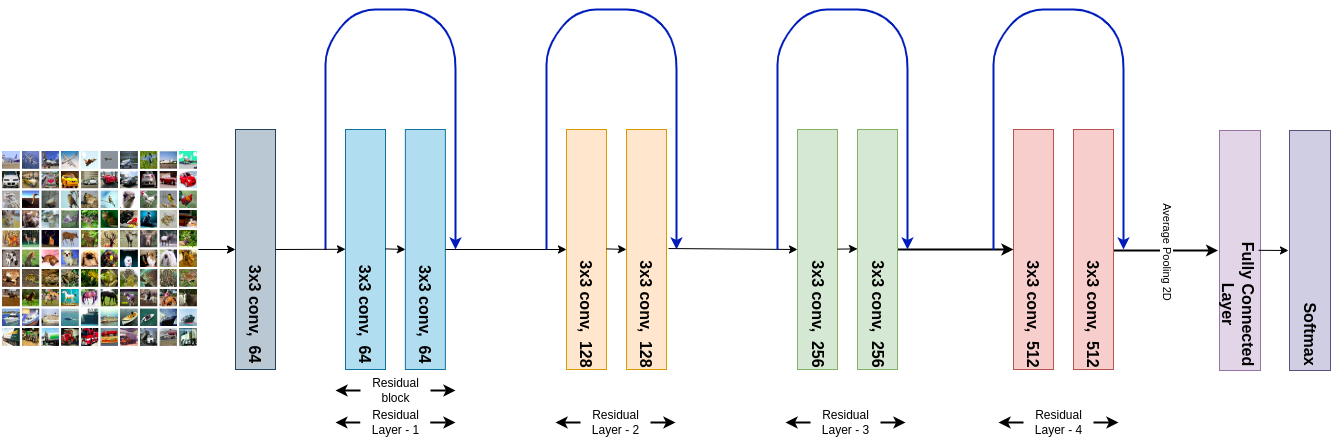 3x3 conv, 64
3x3 conv, 64
3x3 conv, 64
3x3 conv, 128
3x3 conv, 128
3x3 conv, 256
3x3 conv, 256
3x3 conv, 512
3x3 conv, 512
Average Pooling 2D
Fully Connected
Layer
Softmax
Residual
block
Residual
Layer - 1
Residual
Layer - 2
Residual
Layer - 3
Residual
Layer - 4